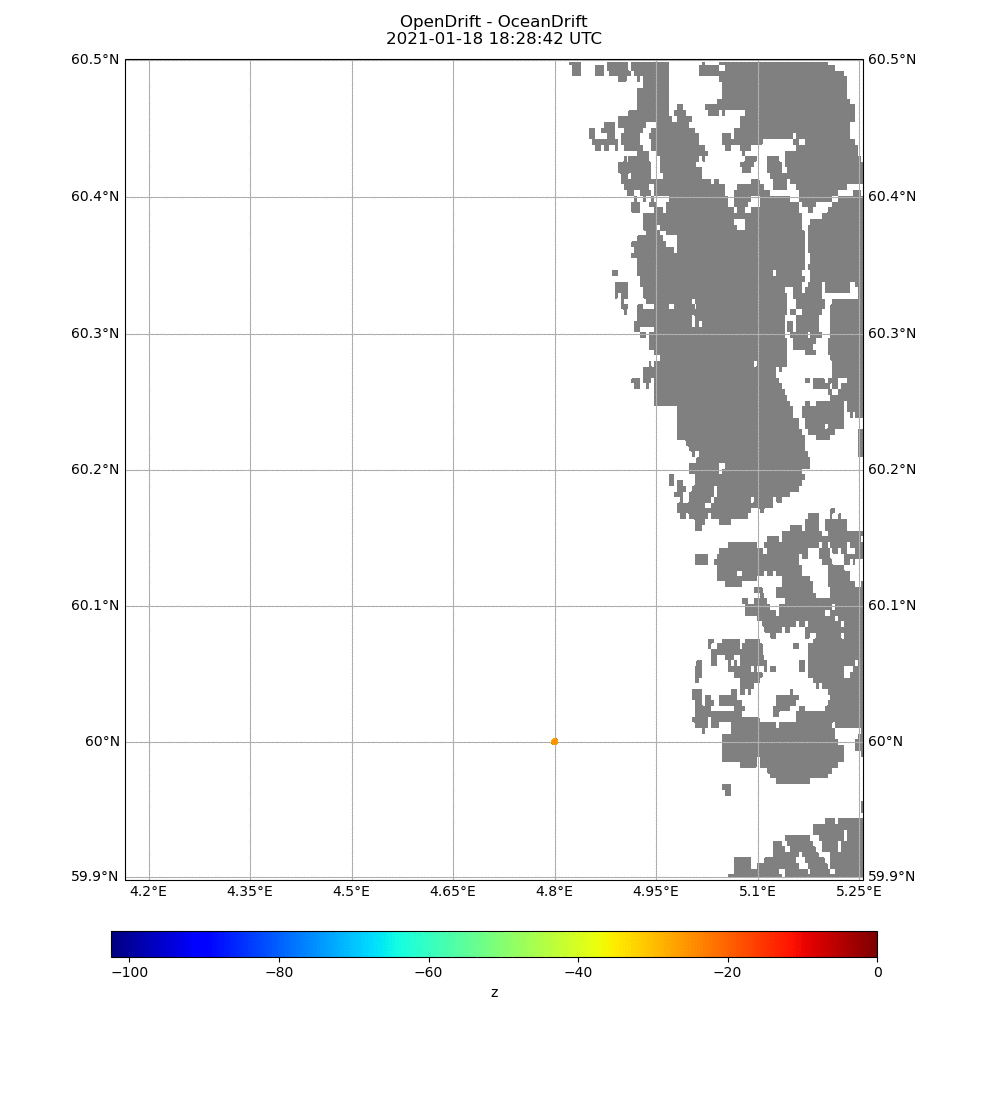 OpenDrift - OceanDrift
2021-01-18 18:28:42 UTC
60.5°N 60.5°N
60.4°N 60.4°N
60.3°N 60.3°N
60.2°N 60.2°N
60.1°N 60.1°N
60°N 60°N
59.9°N 59.9°N
4.2°E 4.35°E 4.5°E 4.65°E 4.8°E 4.95°E 5.1°E 5.25°E
−100 −80 −60 −40 −20 0
z